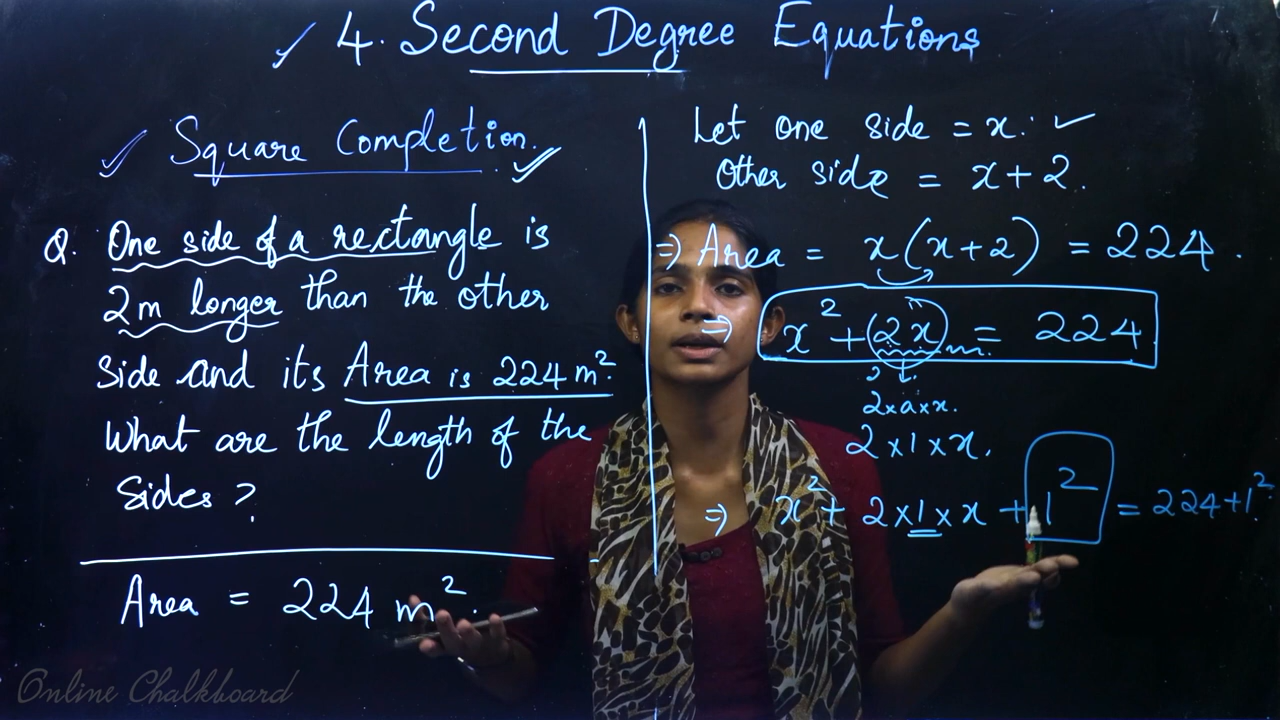 ✓ 4. Second Degree Equations
✓ Square Completion. ✓
Q. One side of a rectangle is
2m longer than the other
side and its Area is 224 m².
What are the length of the
sides?
Area = 224 m².
Let one side = x. ✓
Other side = x+2.
⇒ Area = x(x+2) = 224.
⇒ x² + (2x) = 224
2×a×x.
2×1×x.
⇒ x² + 2×1×x + 1² = 224+1².
Online Chalkboard